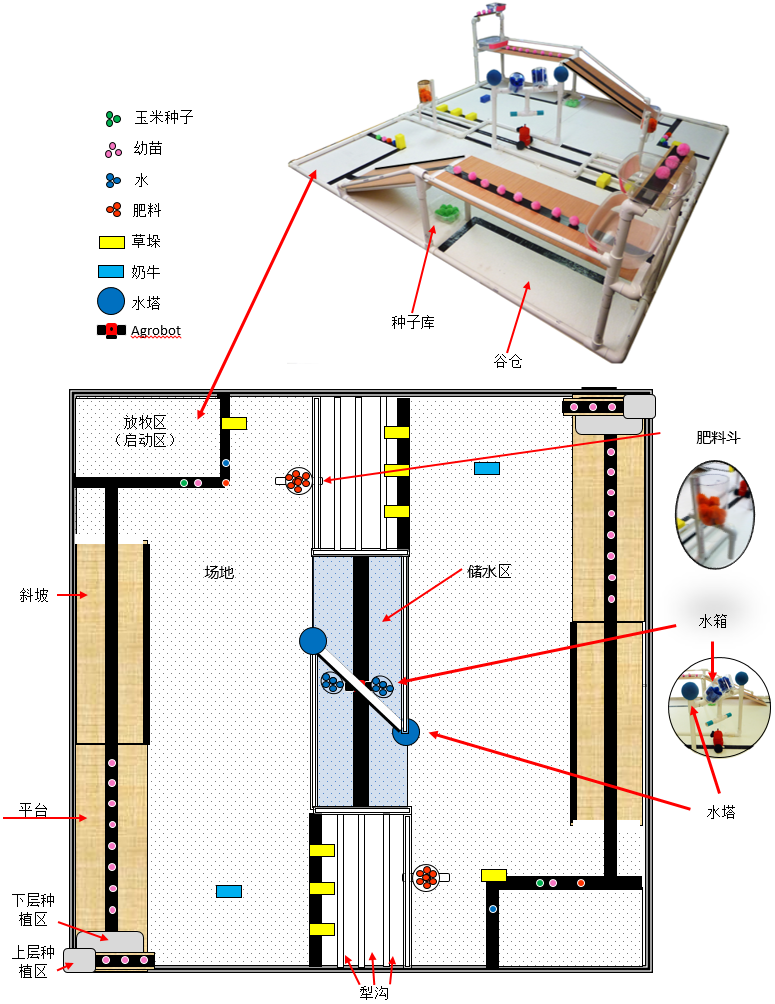 玉米种子
幼苗
水
肥料
草垛
奶牛
水塔
Agrobot
种子库
谷仓
放牧区
（启动区）
肥料斗
场地
储水区
斜坡
水箱
平台
水塔
下层种
植区
上层种
植区
犁沟